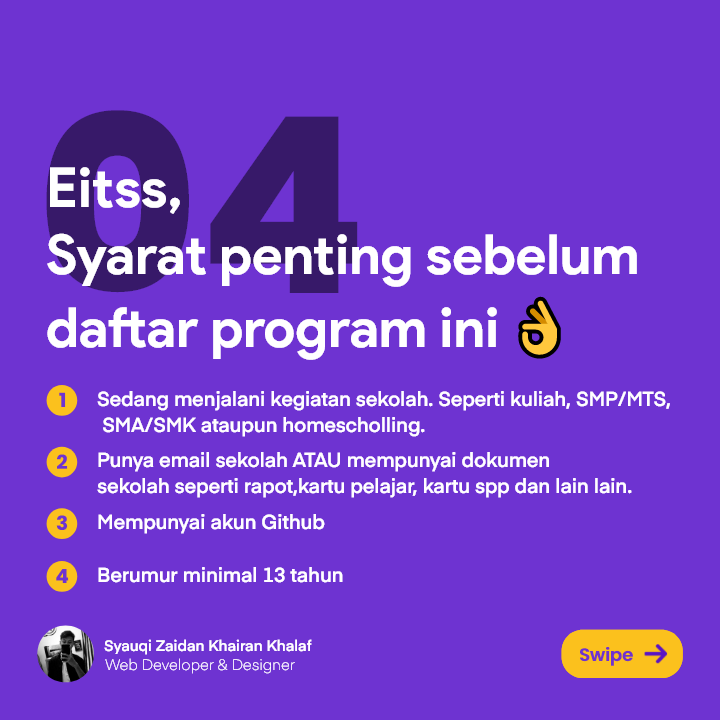 04
Eitss,
Syarat penting sebelum
daftar program ini 👌
1 Sedang menjalani kegiatan sekolah. Seperti kuliah, SMP/MTS,
SMA/SMK ataupun homescholling.
2 Punya email sekolah ATAU mempunyai dokumen
sekolah seperti rapot,kartu pelajar, kartu spp dan lain lain.
3 Mempunyai akun Github
4 Berumur minimal 13 tahun
Syauqi Zaidan Khairan Khalaf
Web Developer & Designer
Swipe →